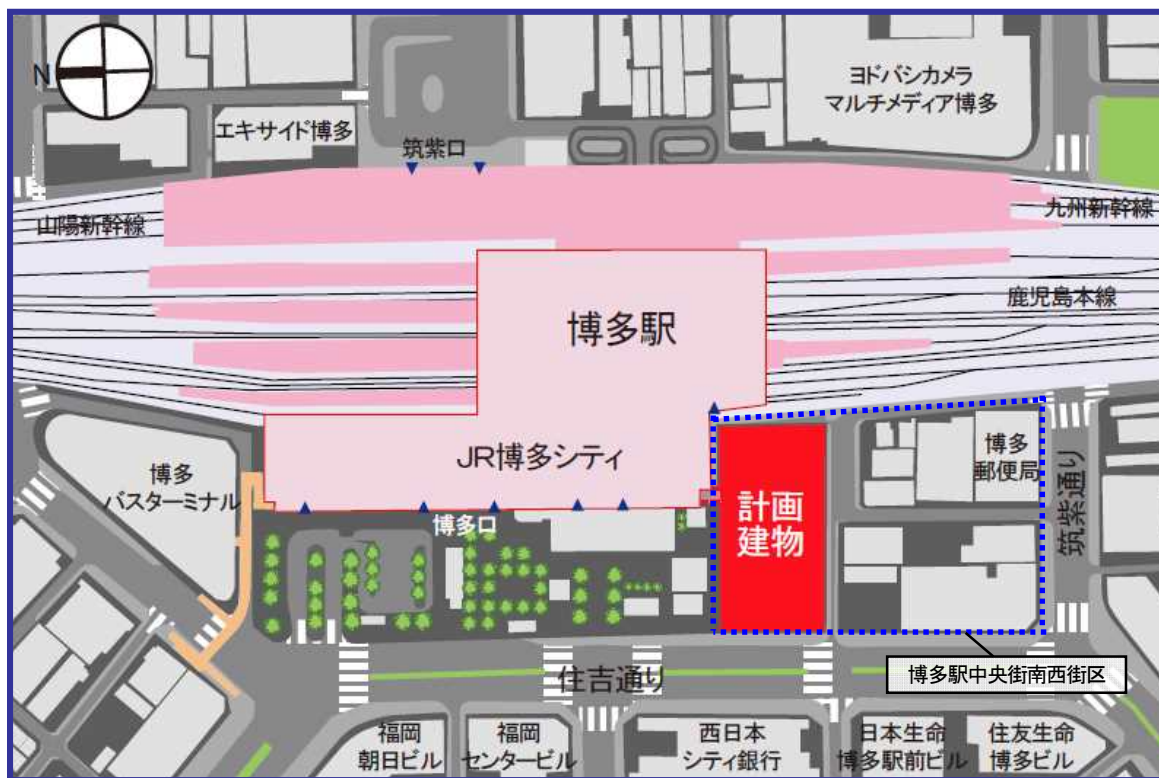 N
エキサイド博多
筑紫口
ヨドバシカメラ
マルチメディア博多
山陽新幹線
九州新幹線
鹿児島本線
博多駅
JR博多シティ
博多
バスターミナル
博多口
計画
建物
博多
郵便局
筑紫通り
住吉通り
博多駅中央街南西街区
福岡
朝日ビル
福岡
センタービル
西日本
シティ銀行
日本生命
博多駅前ビル
住友生命
博多ビル